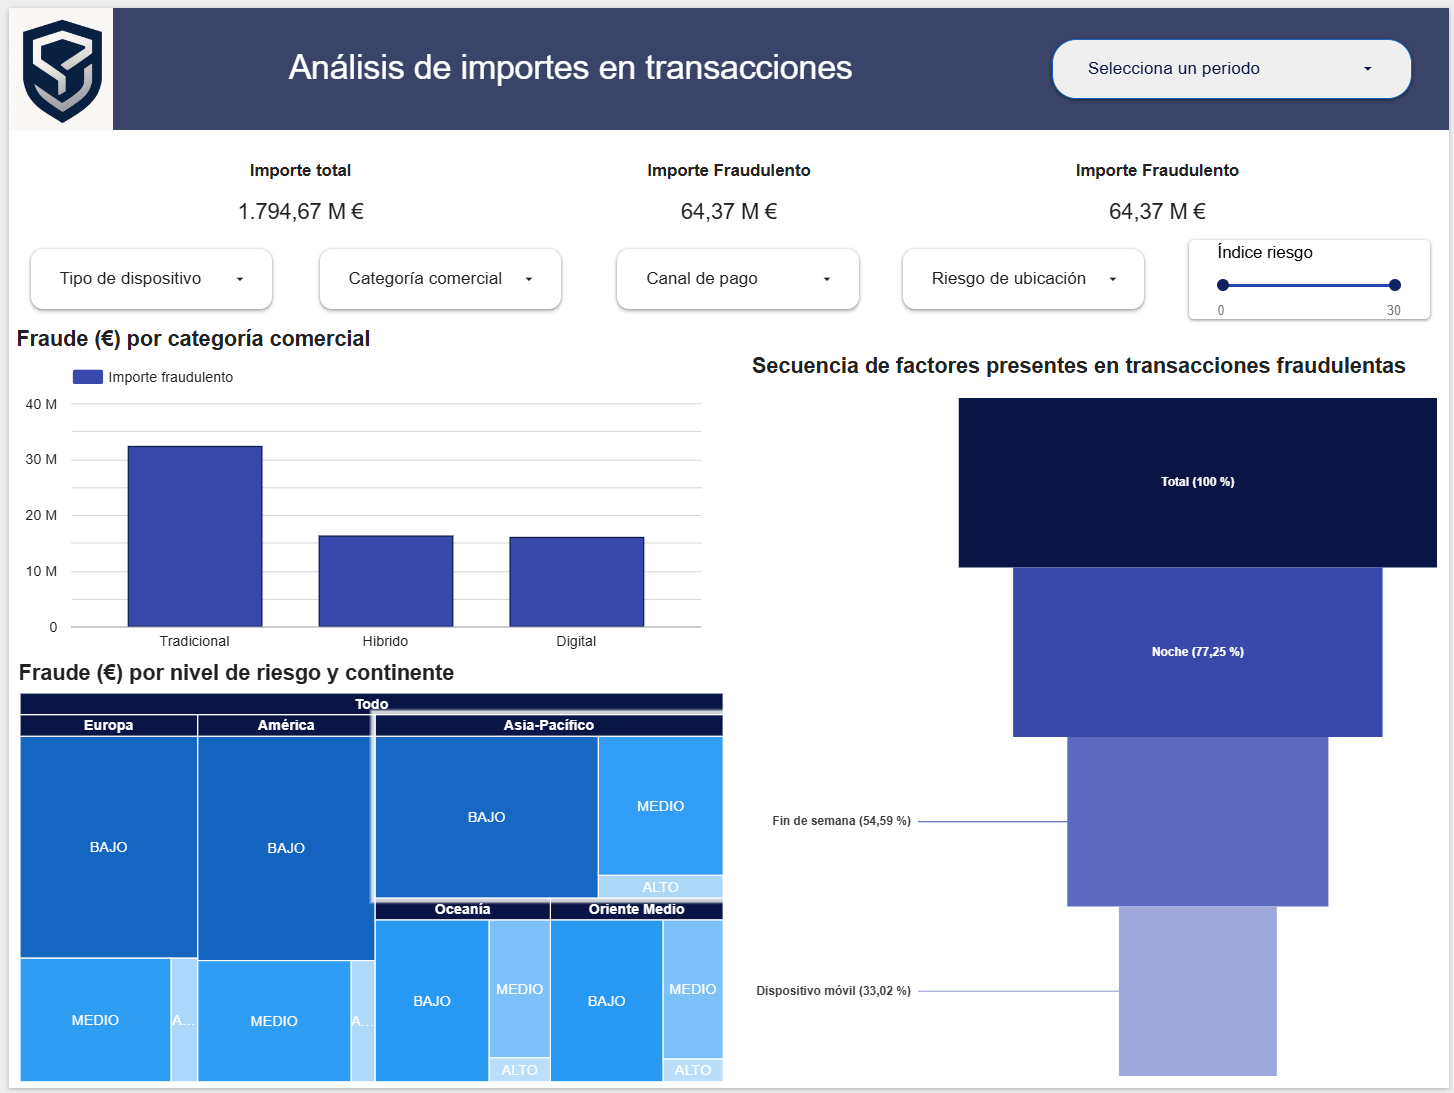 Análisis de importes en transacciones
Selecciona un periodo
Importe total
Importe Fraudulento
Importe Fraudulento
1.794,67 M €
64,37 M €
64,37 M €
Tipo de dispositivo
Categoría comercial
Canal de pago
Riesgo de ubicación
Índice riesgo
0
30
Fraude (€) por categoría comercial
Importe fraudulento
40 M
30 M
20 M
10 M
0
Tradicional
Hibrido
Digital
Fraude (€) por nivel de riesgo y continente
Todo
Europa
América
Asia-Pacífico
BAJO
BAJO
BAJO
MEDIO
ALTO
Oceanía
Oriente Medio
MEDIO
A...
MEDIO
A...
BAJO
MEDIO
ALTO
BAJO
MEDIO
ALTO
Secuencia de factores presentes en transacciones fraudulentas
Total (100 %)
Noche (77,25 %)
Fin de semana (54,59 %)
Dispositivo móvil (33,02 %)